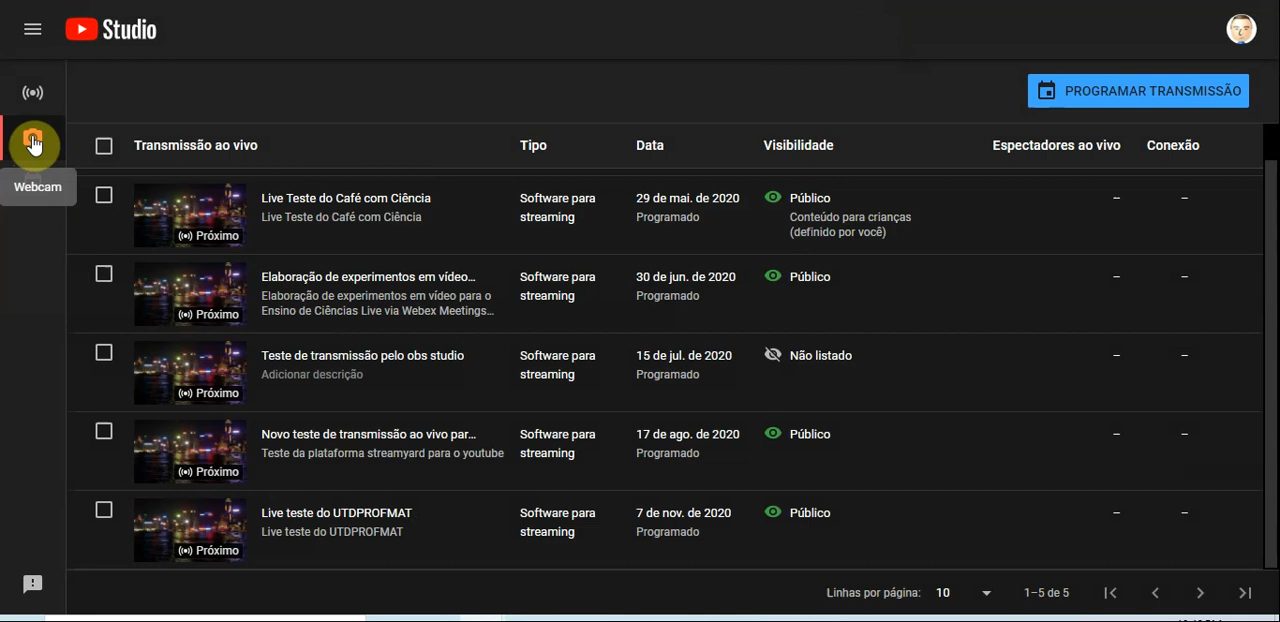 Studio
PROGRAMAR TRANSMISSÃO
Transmissão ao vivo Tipo Data Visibilidade Espectadores ao vivo Conexão
Webcam
Live Teste do Café com Ciência
Live Teste do Café com Ciência
Próximo
Software para
streaming
29 de mai. de 2020
Programado
Público
Conteúdo para crianças
(definido por você)
–
–
Elaboração de experimentos em vídeo...
Elaboração de experimentos em vídeo para o
Ensino de Ciências Live via Webex Meetings...
Próximo
Software para
streaming
30 de jun. de 2020
Programado
Público
–
–
Teste de transmissão pelo obs studio
Adicionar descrição
Próximo
Software para
streaming
15 de jul. de 2020
Programado
Não listado
–
–
Novo teste de transmissão ao vivo par...
Teste da plataforma streamyard para o youtube
Próximo
Software para
streaming
17 de ago. de 2020
Programado
Público
–
–
Live teste do UTDPROFMAT
Live teste do UTDPROFMAT
Próximo
Software para
streaming
7 de nov. de 2020
Programado
Público
–
–
Linhas por página: 10 1–5 de 5